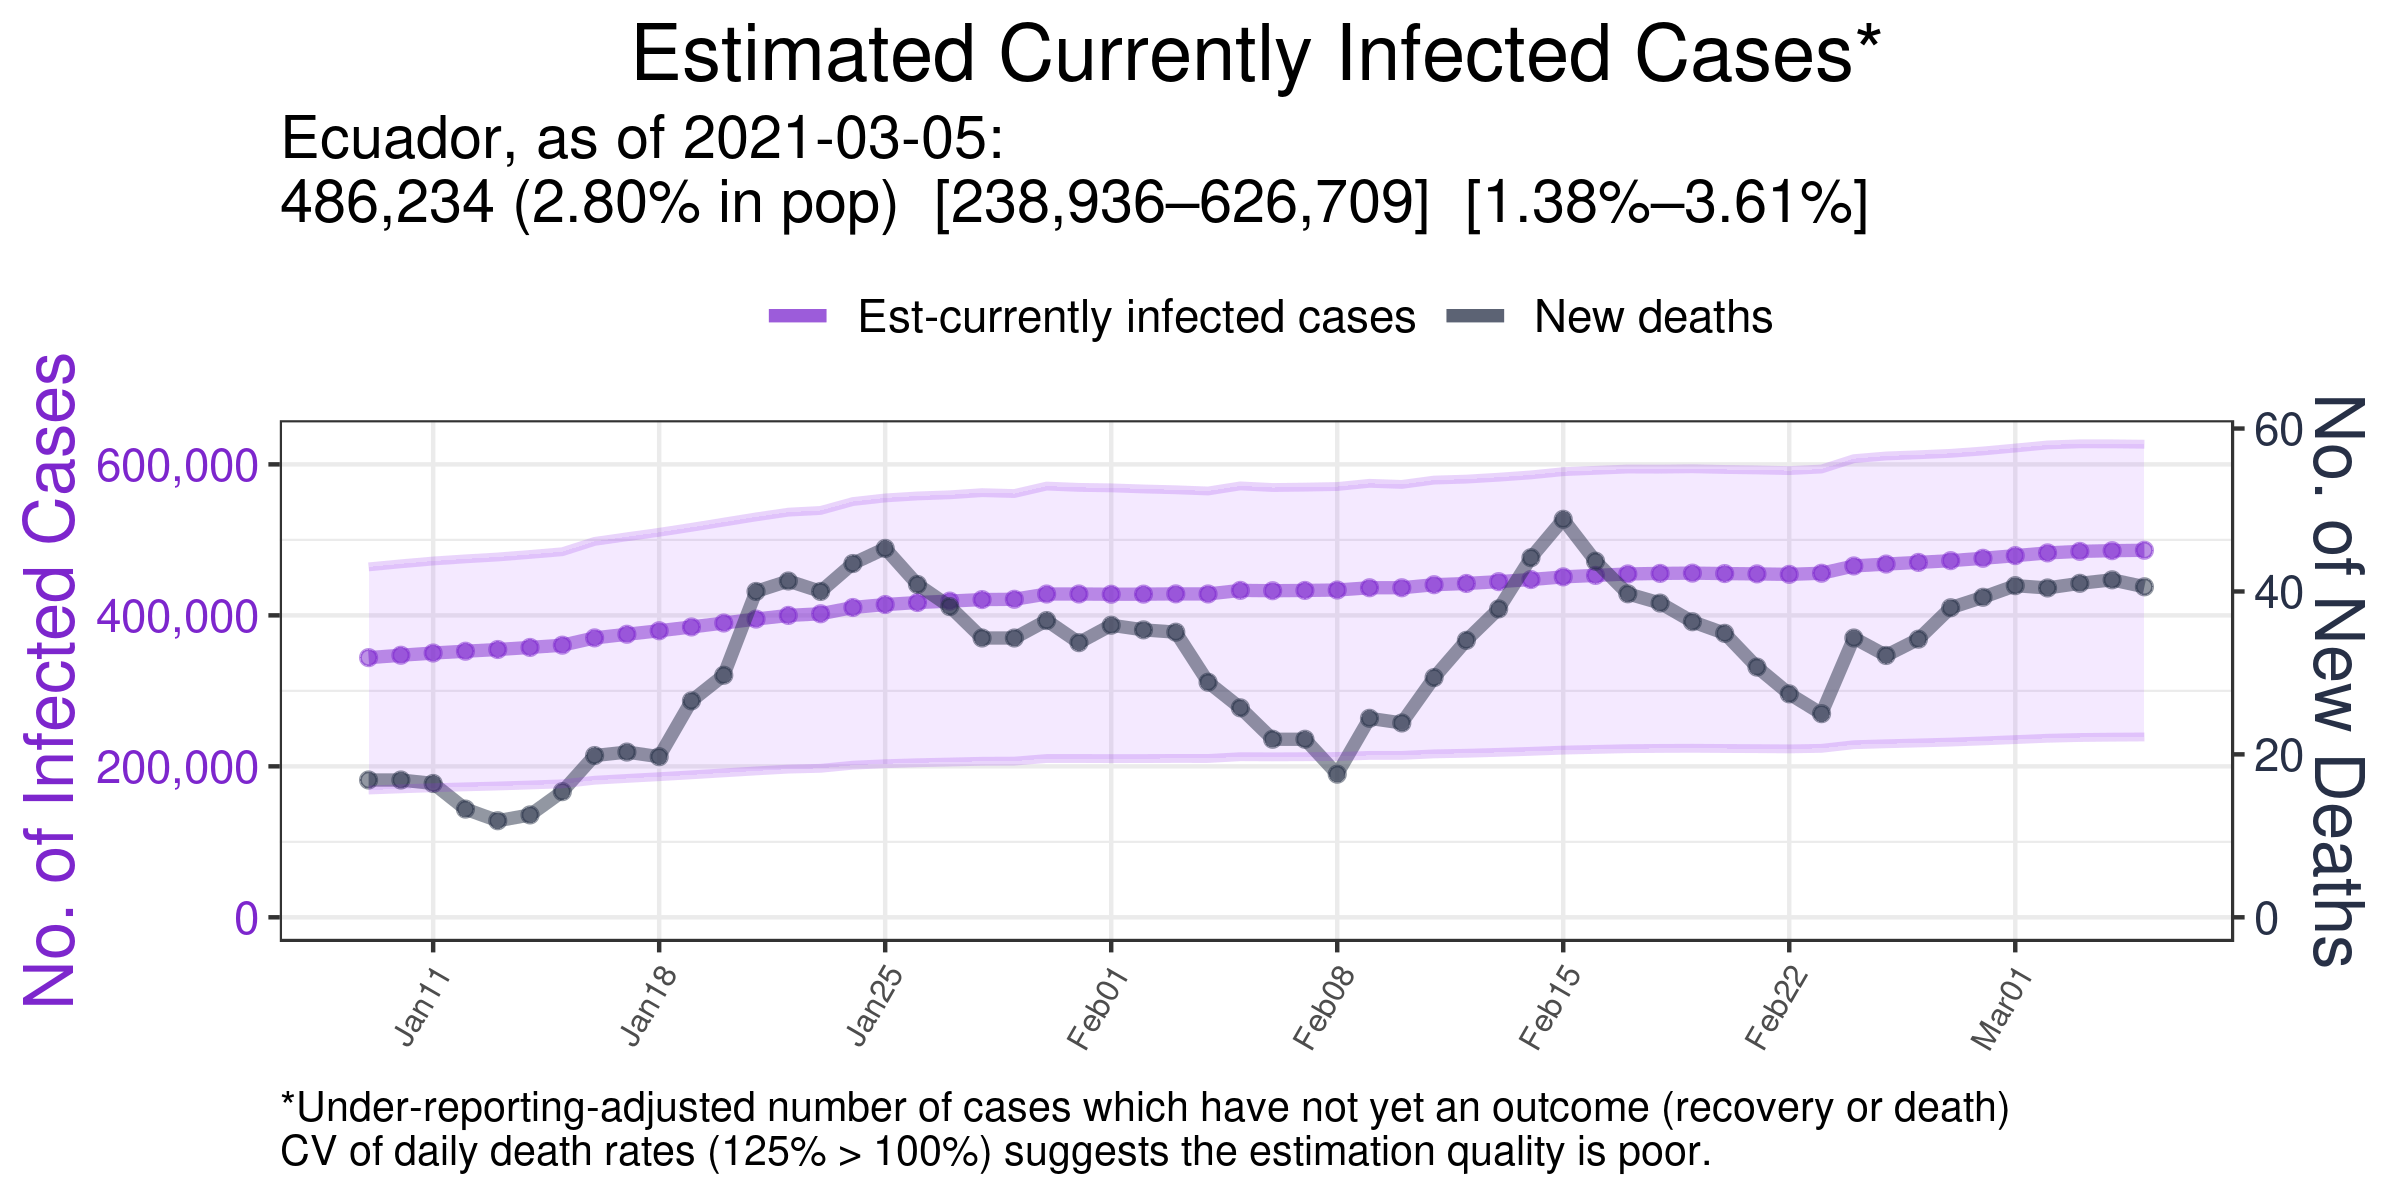 Estimated Currently Infected Cases*
Ecuador, as of 2021-03-05:
486,234 (2.80% in pop)  [238,936–626,709]  [1.38%–3.61%]
Est-currently infected cases
New deaths
No. of Infected Cases
600,000
400,000
200,000
0
60
40
20
0
No. of New Deaths
Jan11
Jan18
Jan25
Feb01
Feb08
Feb15
Feb22
Mar01
*Under-reporting-adjusted number of cases which have not yet an outcome (recovery or death)
CV of daily death rates (125% > 100%) suggests the estimation quality is poor.